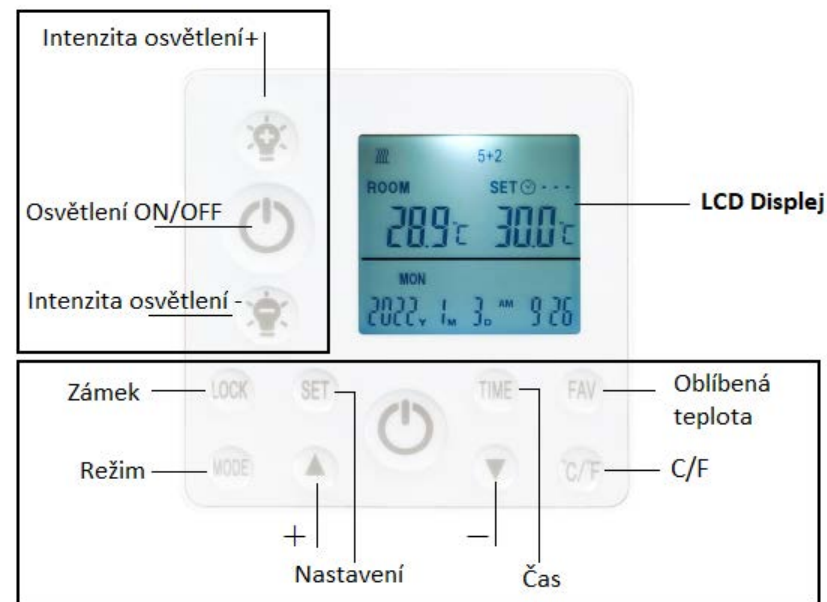 Intenzita osvětlení+
5+2
ROOM SET - - -
28.9°C 30.0°C
Osvětlení ON/OFF
LCD Displej
MON
Intenzita osvětlení -
2022Y 1M 3D AM 9 26
Zámek LOCK SET TIME FAV Oblíbená
teplota
Režim MODE °C/F C/F
+ −
Nastavení Čas